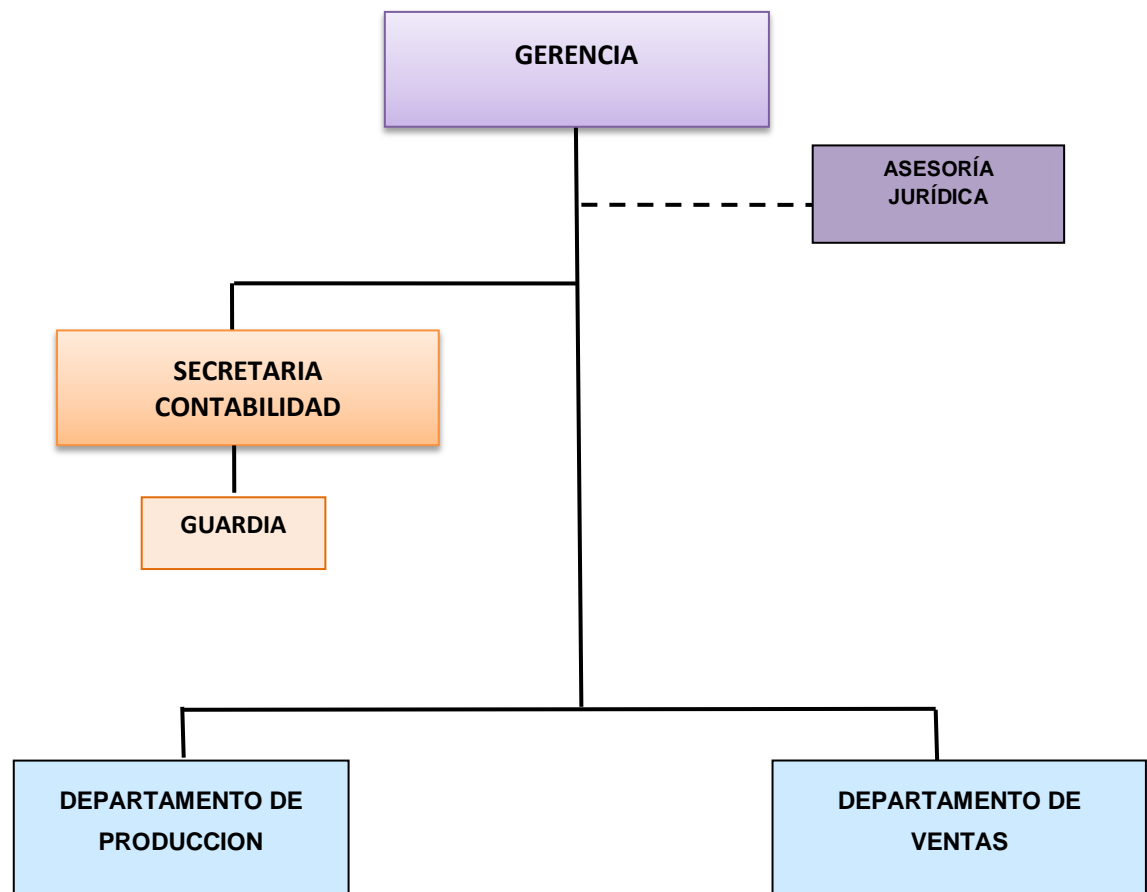 GERENCIA
ASESORÍA
JURÍDICA
SECRETARIA
CONTABILIDAD
GUARDIA
DEPARTAMENTO DE
PRODUCCION
DEPARTAMENTO DE
VENTAS